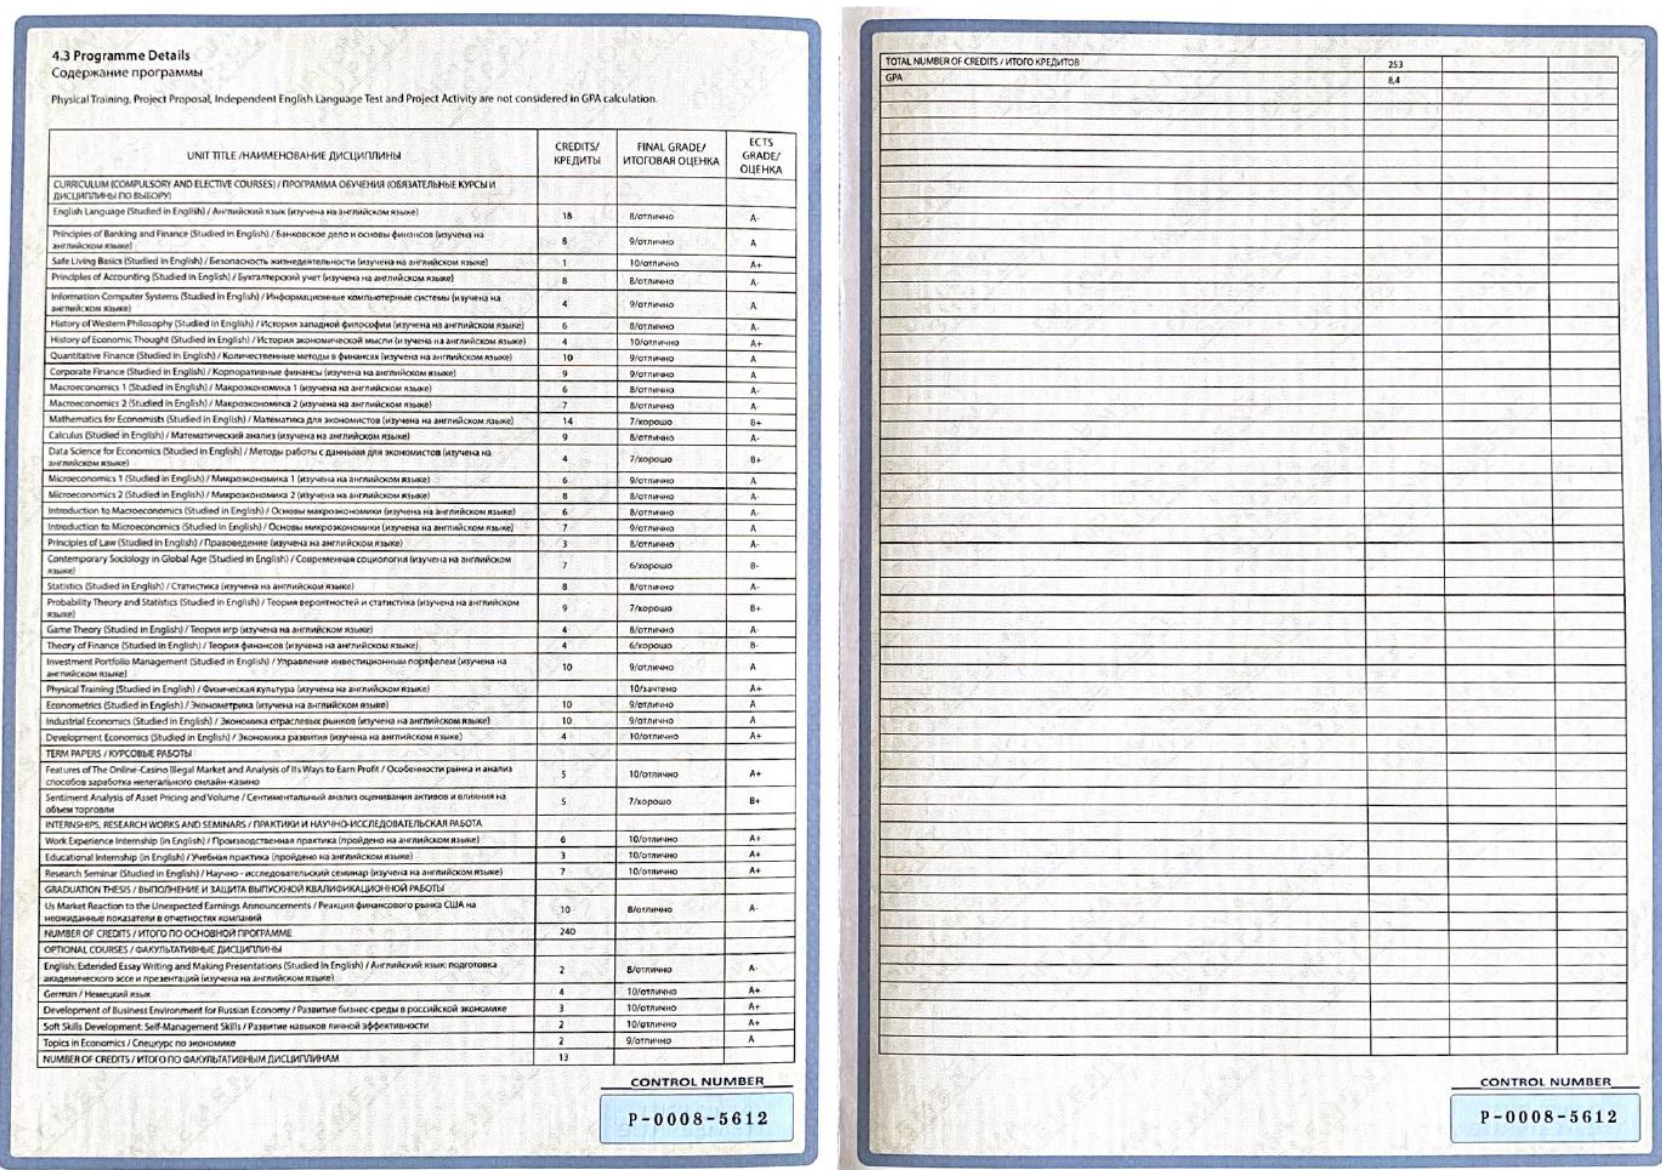 4.3 Programme Details
Содержание программы
Physical Training, Project Proposal, Independent English Language Test and Project Activity are not considered in GPA calculation.
UNIT TITLE /НАИМЕНОВАНИЕ ДИСЦИПЛИНЫ CREDITS/ КРЕДИТЫ FINAL GRADE/ ИТОГОВАЯ ОЦЕНКА ECTS GRADE/ ОЦЕНКА
CURRICULUM (COMPULSORY AND ELECTIVE COURSES) / ПРОГРАММА ОБУЧЕНИЯ (ОБЯЗАТЕЛЬНЫЕ КУРСЫ И
ДИСЦИПЛИНЫ ПО ВЫБОРУ)
English Language (Studied in English) / Английский язык (изучена на английском языке) 18 8/отлично A-
Principles of Banking and Finance (Studied in English) / Банковское дело и основы финансов (изучена на
английском языке) 8 9/отлично A
Safe Living Basics (Studied in English) / Безопасность жизнедеятельности (изучена на английском языке) 1 10/отлично A+
Principles of Accounting (Studied in English) / Бухгалтерский учет (изучена на английском языке) 8 8/отлично A-
Information Computer Systems (Studied in English) / Информационные компьютерные системы (изучена на
английском языке) 4 9/отлично A
History of Western Philosophy (Studied in English) / История западной философии (изучена на английском языке) 6 8/отлично A-
History of Economic Thought (Studied in English) / История экономической мысли (изучена на английском языке) 4 10/отлично A+
Quantitative Finance (Studied in English) / Количественные методы в финансах (изучена на английском языке) 10 9/отлично A
Corporate Finance (Studied in English) / Корпоративные финансы (изучена на английском языке) 9 9/отлично A
Macroeconomics 1 (Studied in English) / Макроэкономика 1 (изучена на английском языке) 6 8/отлично A-
Macroeconomics 2 (Studied in English) / Макроэкономика 2 (изучена на английском языке) 7 8/отлично A-
Mathematics for Economists (Studied in English) / Математика для экономистов (изучена на английском языке) 14 7/хорошо B+
Calculus (Studied in English) / Математический анализ (изучена на английском языке) 9 8/отлично A-
Data Science for Economics (Studied in English) / Методы работы с данными для экономистов (изучена на
английском языке) 4 7/хорошо B+
Microeconomics 1 (Studied in English) / Микроэкономика 1 (изучена на английском языке) 6 9/отлично A
Microeconomics 2 (Studied in English) / Микроэкономика 2 (изучена на английском языке) 8 8/отлично A-
Introduction to Macroeconomics (Studied in English) / Основы макроэкономики (изучена на английском языке) 6 8/отлично A-
Introduction to Microeconomics (Studied in English) / Основы микроэкономики (изучена на английском языке) 7 9/отлично A
Principles of Law (Studied in English) / Правоведение (изучена на английском языке) 3 8/отлично A-
Contemporary Sociology in Global Age (Studied in English) / Современная социология (изучена на английском
языке) 7 6/хорошо B-
Statistics (Studied in English) / Статистика (изучена на английском языке) 8 8/отлично A-
Probability Theory and Statistics (Studied in English) / Теория вероятностей и статистика (изучена на английском
языке) 9 7/хорошо B+
Game Theory (Studied in English) / Теория игр (изучена на английском языке) 4 8/отлично A-
Theory of Finance (Studied in English) / Теория финансов (изучена на английском языке) 4 6/хорошо B-
Investment Portfolio Management (Studied in English) / Управление инвестиционным портфелем (изучена на
английском языке) 10 9/отлично A
Physical Training (Studied in English) / Физическая культура (изучена на английском языке) 10/зачтено A+
Econometrics (Studied in English) / Эконометрика (изучена на английском языке) 10 9/отлично A
Industrial Economics (Studied in English) / Экономика отраслевых рынков (изучена на английском языке) 10 9/отлично A
Development Economics (Studied in English) / Экономика развития (изучена на английском языке) 4 10/отлично A+
TERM PAPERS / КУРСОВЫЕ РАБОТЫ
Features of The Online-Casino Illegal Market and Analysis of Its Ways to Earn Profit / Особенности рынка и анализ
способов заработка нелегального онлайн-казино 5 10/отлично A+
Sentiment Analysis of Asset Pricing and Volume / Сентиментальный анализ оценивания активов и влияния на
объем торговли 5 7/хорошо B+
INTERNSHIPS, RESEARCH WORKS AND SEMINARS / ПРАКТИКИ И НАУЧНО-ИССЛЕДОВАТЕЛЬСКАЯ РАБОТА
Work Experience Internship (in English) / Производственная практика (пройдено на английском языке) 6 10/отлично A+
Educational Internship (in English) / Учебная практика (пройдено на английском языке) 3 10/отлично A+
Research Seminar (Studied in English) / Научно - исследовательский семинар (изучена на английском языке) 7 10/отлично A+
GRADUATION THESIS / ВЫПОЛНЕНИЕ И ЗАЩИТА ВЫПУСКНОЙ КВАЛИФИКАЦИОННОЙ РАБОТЫ
Us Market Reaction to the Unexpected Earnings Announcements / Реакция финансового рынка США на
неожиданные показатели в отчетностях компаний 10 8/отлично A-
NUMBER OF CREDITS / ИТОГО ПО ОСНОВНОЙ ПРОГРАММЕ 240
OPTIONAL COURSES / ФАКУЛЬТАТИВНЫЕ ДИСЦИПЛИНЫ
English: Extended Essay Writing and Making Presentations (Studied in English) / Английский язык: подготовка
академического эссе и презентаций (изучена на английском языке) 2 8/отлично A-
German / Немецкий язык 4 10/отлично A+
Development of Business Environment for Russian Economy / Развитие бизнес-среды в российской экономике 3 10/отлично A+
Soft Skills Development: Self-Management Skills / Развитие навыков личной эффективности 2 10/отлично A+
Topics in Economics / Спецкурс по экономике 2 9/отлично A
NUMBER OF CREDITS / ИТОГО ПО ФАКУЛЬТАТИВНЫМ ДИСЦИПЛИНАМ 13
CONTROL NUMBER
P-0008-5612
TOTAL NUMBER OF CREDITS / ИТОГО КРЕДИТОВ 253
GPA 8,4
CONTROL NUMBER
P-0008-5612